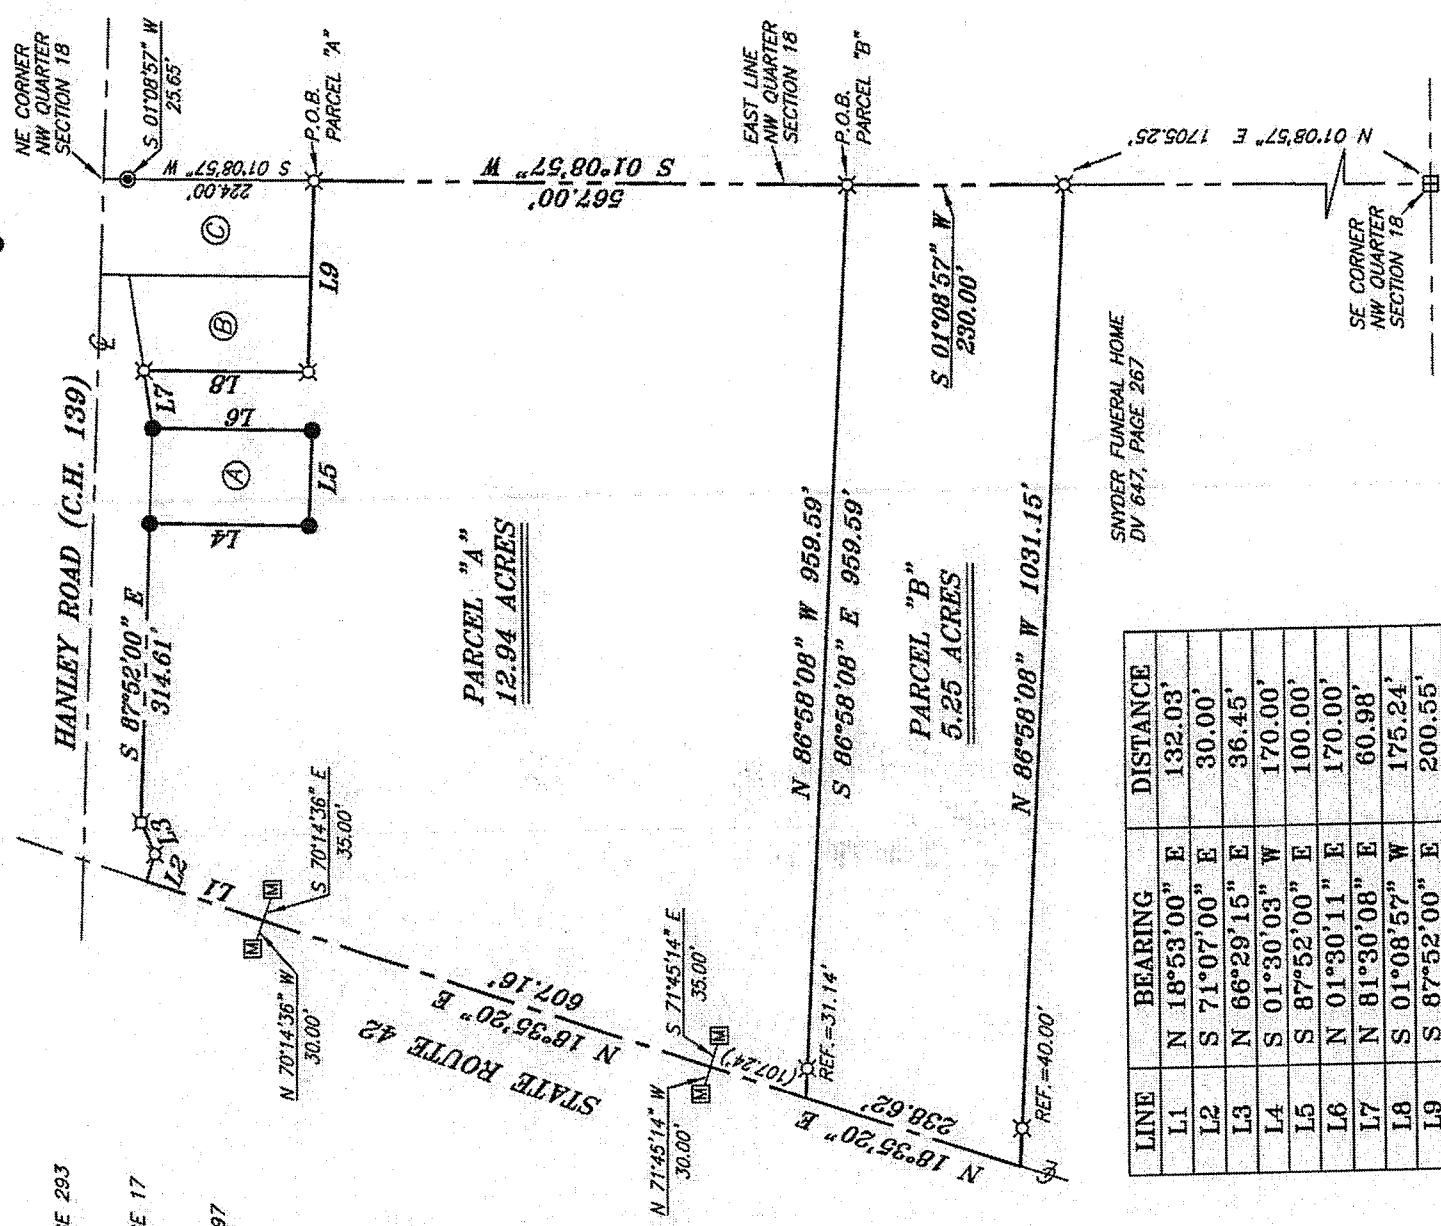 NE CORNER
NW QUARTER
SECTION 18
S 01°08'57" W
25.65'
HANLEY ROAD (C.H. 139)
S 01°08'57" W
224.00'
P.O.B.
PARCEL "A"
S 87°52'00" E
314.61'
L2
L3
L1
L4
L5
L6
L7
L8
L9
A
B
C
M
N 70°14'36" W
30.00'
M
S 70°14'36" E
35.00'
PARCEL "A"
12.94 ACRES
S 01°08'57" W
567.00'
EAST LINE
NW QUARTER
SECTION 18
P.O.B.
PARCEL "B"
STATE ROUTE 42
N 18°35'20" E
607.16'
M
N 71°45'14" W
30.00'
M
S 71°45'14" E
35.00'
(107.24')
REF.=31.14'
N 86°58'08" W 959.59'
S 86°58'08" E 959.59'
PARCEL "B"
5.25 ACRES
S 01°08'57" W
230.00'
N 18°35'20" E
238.62'
REF.=40.00'
N 86°58'08" W 1031.15'
N 01°08'57" E 1705.25'
SNYDER FUNERAL HOME
DV 647, PAGE 267
SE CORNER
NW QUARTER
SECTION 18
LINE BEARING DISTANCE
L1 N 18°53'00" E 132.03'
L2 S 71°07'00" E 30.00'
L3 N 66°29'15" E 36.45'
L4 S 01°30'03" W 170.00'
L5 S 87°52'00" E 100.00'
L6 N 01°30'11" E 170.00'
L7 N 81°30'08" E 60.98'
L8 S 01°08'57" W 175.24'
L9 S 87°52'00" E 200.55'
293
17
97